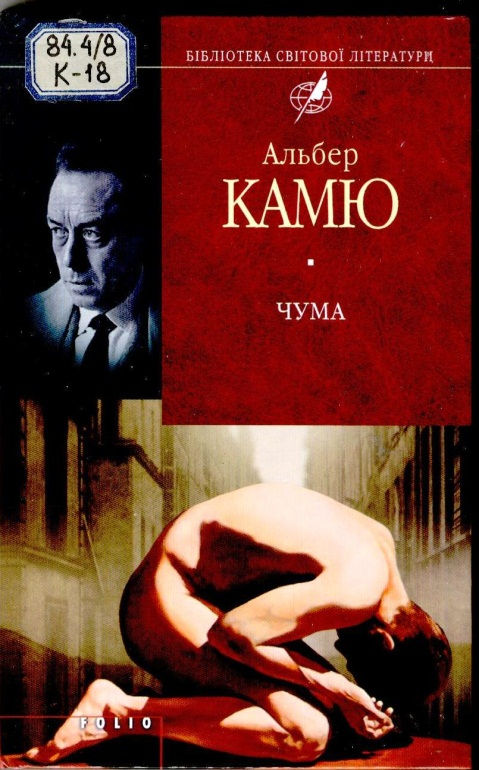 84.4/8
К-18
БІБЛІОТЕКА СВІТОВОЇ ЛІТЕРАТУРИ
Альбер
КАМЮ
ЧУМА
FOLIO